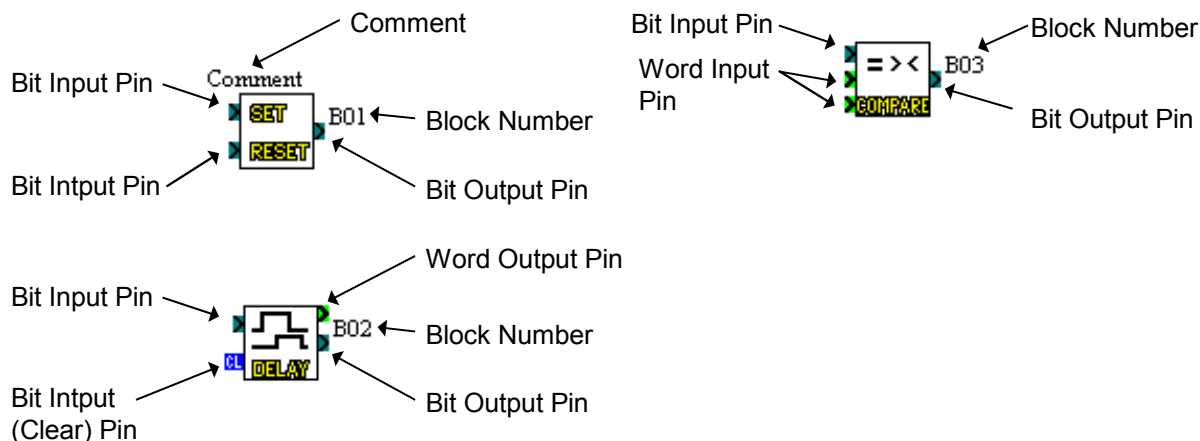 Comment
Bit Input Pin
Comment
SET
RESET
B01
Block Number
Bit Intput Pin
Bit Output Pin
Bit Input Pin
Word Input
Pin
= > <
COMPARE
B03
Block Number
Bit Output Pin
Word Output Pin
Bit Input Pin
CL
DELAY
B02
Block Number
Bit Intput
(Clear) Pin
Bit Output Pin